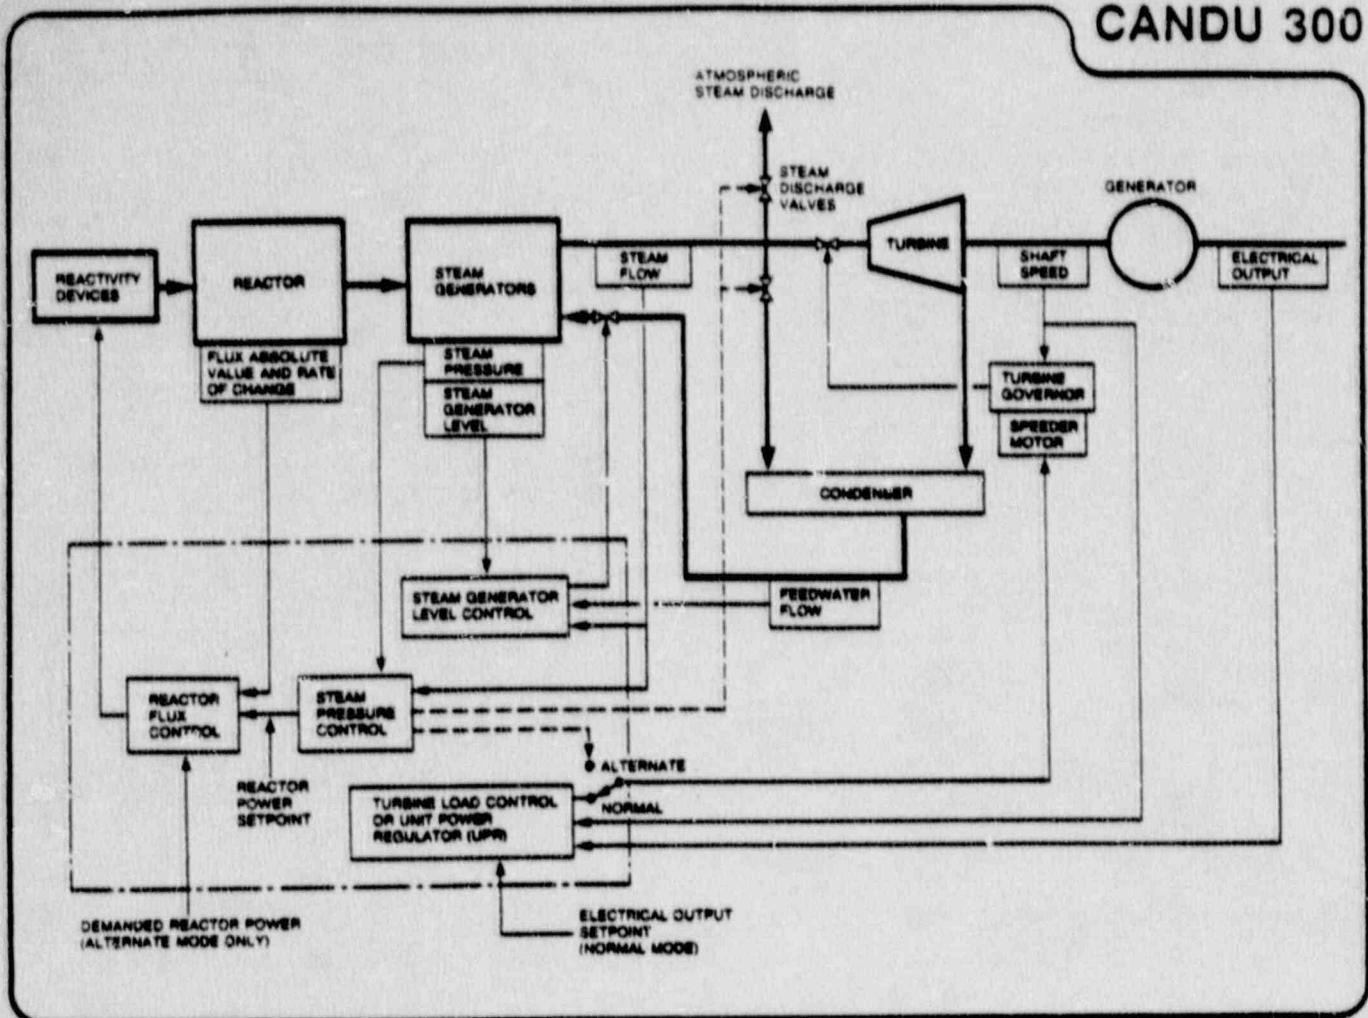 CANDU 300
ATMOSPHERIC
STEAM DISCHARGE
STEAM
DISCHARGE
VALVES
GENERATOR
REACTIVITY
DEVICES
REACTOR
STEAM
GENERATORS
STEAM
FLOW
TURBINE
SHAFT
SPEED
ELECTRICAL
OUTPUT
FLUX ABSOLUTE
VALUE AND RATE
OF CHANGE
STEAM
PRESSURE
STEAM
GENERATOR
LEVEL
TURBINE
GOVERNOR
SPEEDER
MOTOR
CONDENSER
STEAM GENERATOR
LEVEL CONTROL
FEEDWATER
FLOW
REACTOR
FLUX
CONTROL
STEAM
PRESSURE
CONTROL
REACTOR
POWER
SETPOINT
ALTERNATE
NORMAL
TURBINE LOAD CONTROL
OR UNIT POWER
REGULATOR (UPR)
DEMANDED REACTOR POWER
(ALTERNATE MODE ONLY)
ELECTRICAL OUTPUT
SETPOINT
(NORMAL MODE)